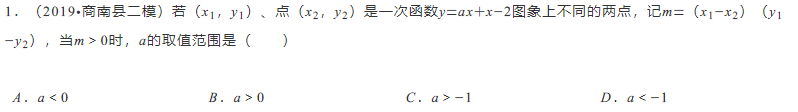 1．（2019•商南县二模）若（x₁，y₁）、点（x₂，y₂）是一次函数y=ax+x−2图象上不同的两点，记m=（x₁−x₂）（y₁
−y₂），当m＞0时，a的取值范围是（　　）
A．a＜0　　B．a＞0　　C．a＞−1　　D．a＜−1